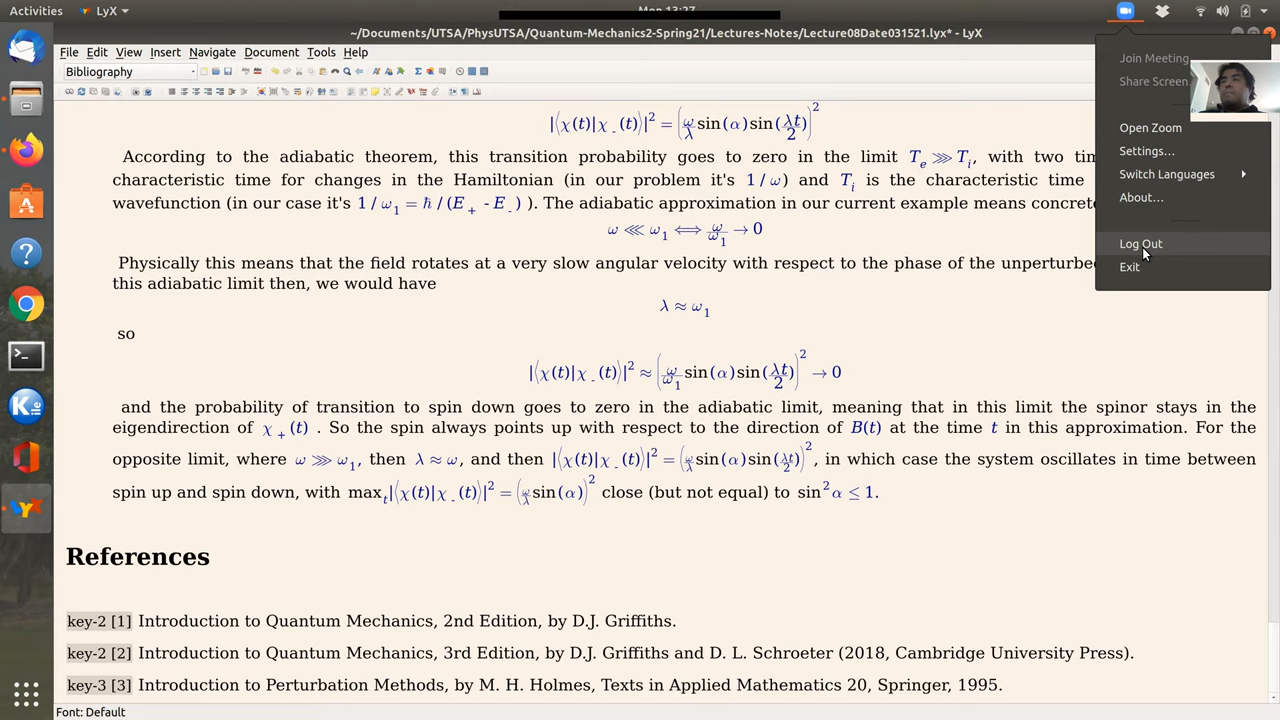 Activities LyX Mon 13:27
~/Documents/UTSA/PhysUTSA/Quantum-Mechanics2-Spring21/Lectures-Notes/Lecture08Date031521.lyx* - LyX
File Edit View Insert Navigate Document Tools Help
Bibliography
|⟨χ(t)|χ₋(t)⟩|² = (ω/λ sin(α) sin(λt/2))²
According to the adiabatic theorem, this transition probability goes to zero in the limit Tₑ ⋙ Tᵢ, with two
characteristic time for changes in the Hamiltonian (in our problem it's 1/ω) and Tᵢ is the characteristic time
wavefunction (in our case it's 1/ω₁ = ħ/(E₊ - E₋) ). The adiabatic approximation in our current example means
ω ⋘ ω₁ ⟺ ω/ω₁ → 0
Physically this means that the field rotates at a very slow angular velocity with respect to the phase of the
this adiabatic limit then, we would have
λ ≈ ω₁
so
|⟨χ(t)|χ₋(t)⟩|² ≈ (ω/ω₁ sin(α) sin(λt/2))² → 0
and the probability of transition to spin down goes to zero in the adiabatic limit, meaning that in this limit the spinor stays in the
eigendirection of χ₊(t) . So the spin always points up with respect to the direction of B(t) at the time t in this approximation. For the
opposite limit, where ω ⋙ ω₁, then λ ≈ ω, and then |⟨χ(t)|χ₋(t)⟩|² = (ω/λ sin(α) sin(λt/2))², in which case the system oscillates in time between
spin up and spin down, with maxₜ|⟨χ(t)|χ₋(t)⟩|² = (ω/λ sin(α))² close (but not equal) to sin² α ≤ 1.
References
key-2 [1] Introduction to Quantum Mechanics, 2nd Edition, by D.J. Griffiths.
key-2 [2] Introduction to Quantum Mechanics, 3rd Edition, by D.J. Griffiths and D. L. Schroeter (2018, Cambridge University Press).
key-3 [3] Introduction to Perturbation Methods, by M. H. Holmes, Texts in Applied Mathematics 20, Springer, 1995.
Font: Default
Join Meeting
Share Screen
Open Zoom
Settings...
Switch Languages
About...
Log Out
Exit